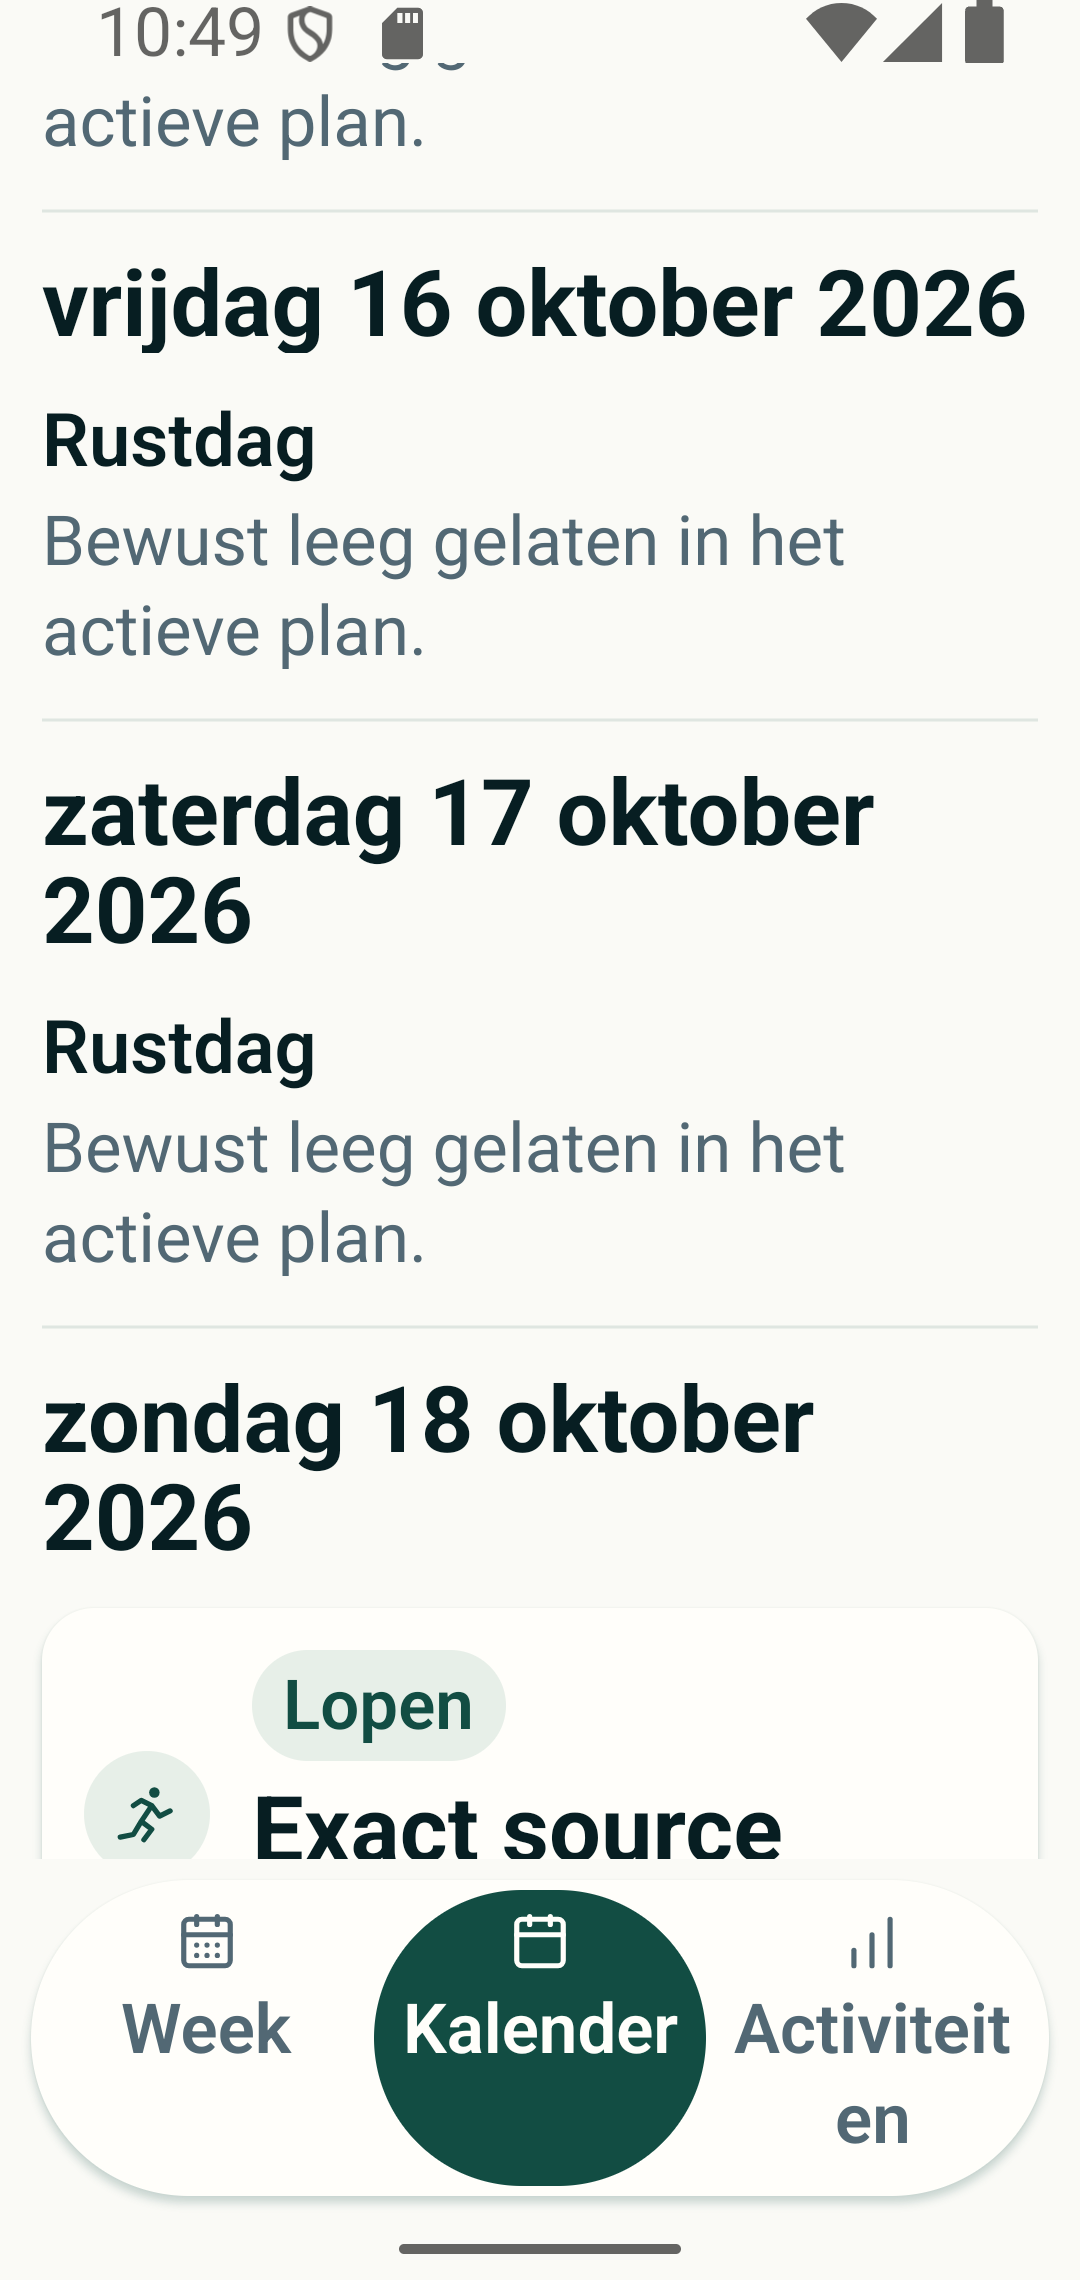 10:49
actieve plan.
vrijdag 16 oktober 2026
Rustdag
Bewust leeg gelaten in het
actieve plan.
zaterdag 17 oktober
2026
Rustdag
Bewust leeg gelaten in het
actieve plan.
zondag 18 oktober
2026
Lopen
Exact source
Week
Kalender
Activiteit
en